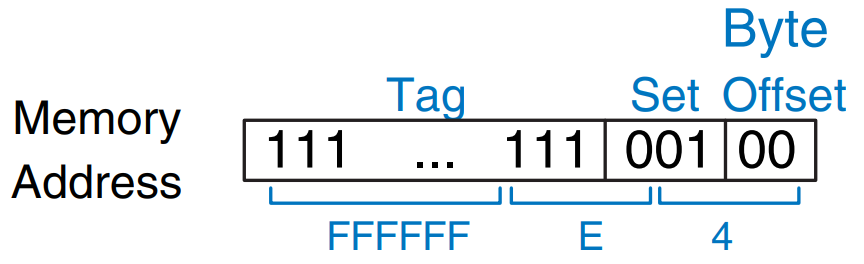 Byte
Tag Set Offset
Memory Address
111 ... 111 001 00
FFFFFF E 4